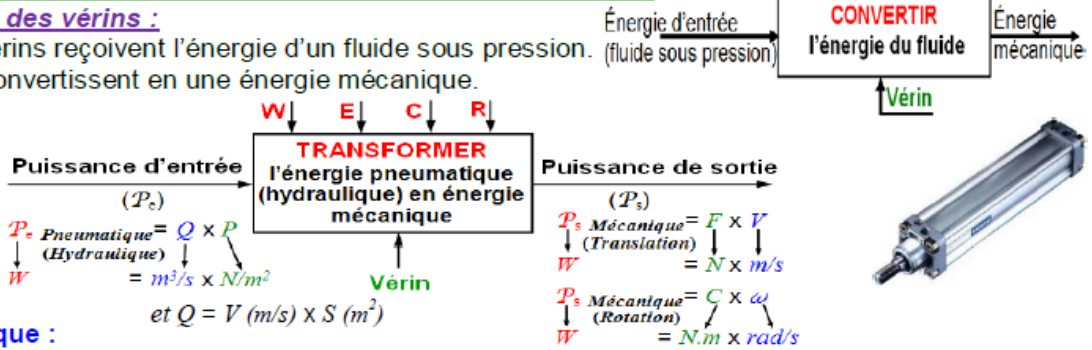 des vérins :
érins reçoivent l'énergie d'un fluide sous pression.
onvertissent en une énergie mécanique.
Énergie d'entrée
(fluide sous pression)
CONVERTIR
l'énergie du fluide
Énergie
mécanique
Vérin
W E C R
Puissance d'entrée
(Pe)
TRANSFORMER
l'énergie pneumatique
(hydraulique) en énergie
mécanique
Puissance de sortie
(Ps)
Pe Pneumatique = Q x P
(Hydraulique)
W = m³/s x N/m²
Vérin
et Q = V (m/s) x S (m²)
Ps Mécanique = F x V
(Translation)
W = N x m/s
Ps Mécanique = C x ω
(Rotation)
W = N.m x rad/s
que :